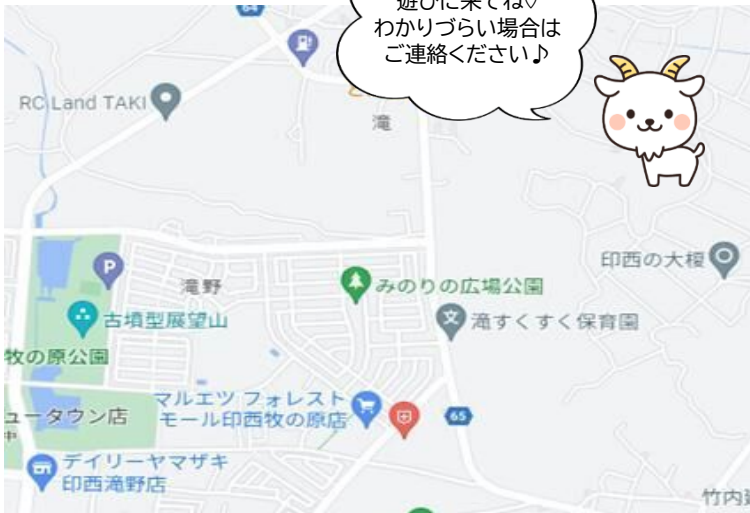 遊びに来てね♡
わかりづらい場合は
ご連絡ください♪
64
RC Land TAKI
滝
印西の大榎
P
滝野
みのりの広場公園
古墳型展望山
文
滝すくすく保育園
牧の原公園
マルエツ フォレスト
モール印西牧の原店
65
ュータウン店
中
デイリーヤマザキ
印西滝野店
竹内